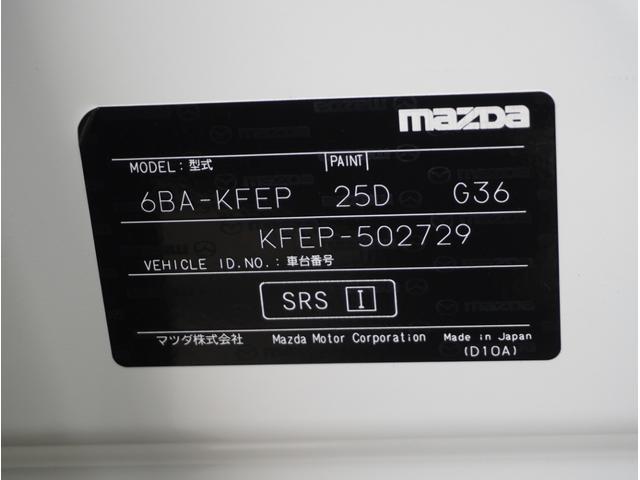 mazda
MODEL:型式 PAINT
6BA-KFEP 25D G36
KFEP-502729
VEHICLE ID.NO.:車台番号
SRS I
マツダ株式会社 Mazda Motor Corporation Made in Japan
(D10A)